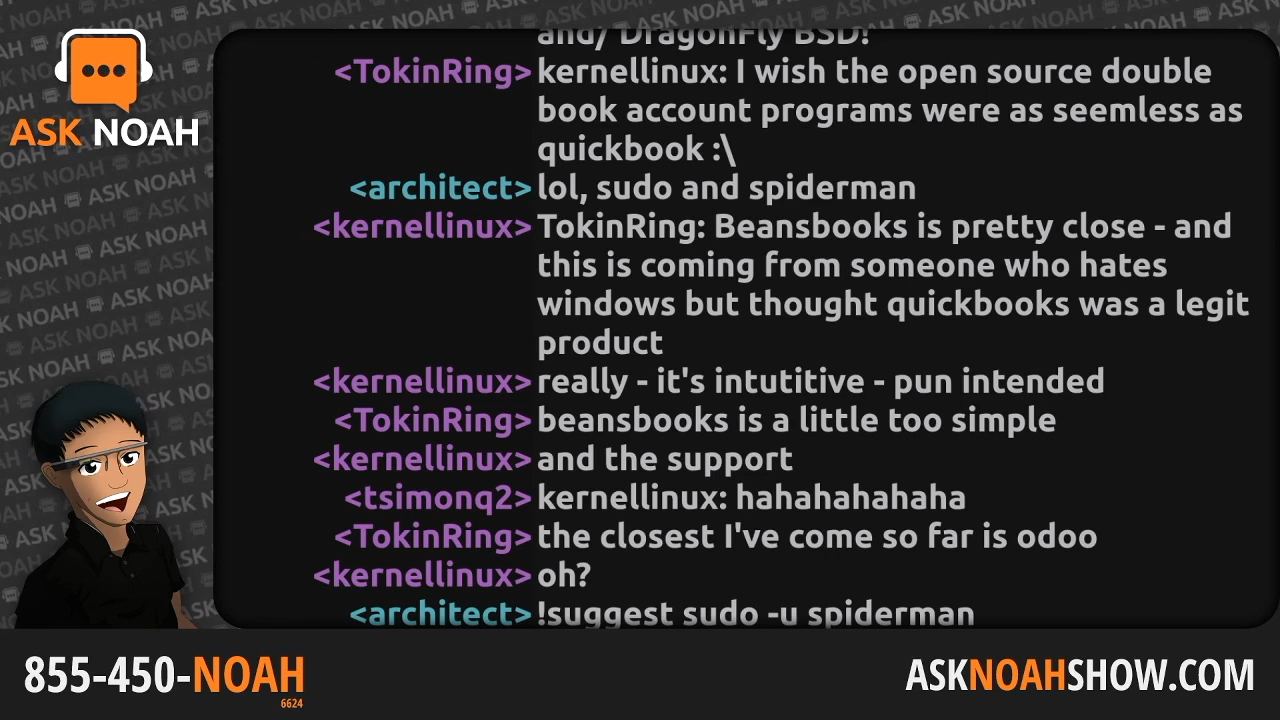 ASK NOAH
and/ DragonFly BSD!
<TokinRing> kernellinux: I wish the open source double
book account programs were as seemless as
quickbook :\
<architect> lol, sudo and spiderman
<kernellinux> TokinRing: Beansbooks is pretty close - and
this is coming from someone who hates
windows but thought quickbooks was a legit
product
<kernellinux> really - it's intutitive - pun intended
<TokinRing> beansbooks is a little too simple
<kernellinux> and the support
<tsimonq2> kernellinux: hahahahahaha
<TokinRing> the closest I've come so far is odoo
<kernellinux> oh?
<architect> !suggest sudo -u spiderman
855-450-NOAH
6624
ASKNOAHSHOW.COM